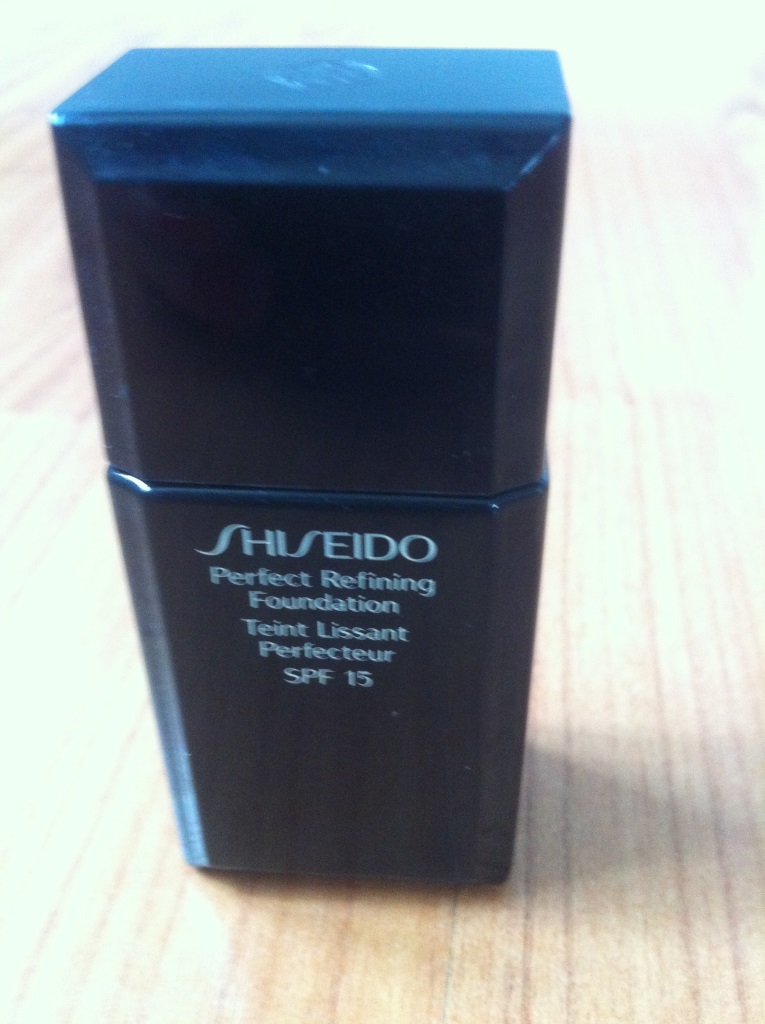 SHISEIDO
Perfect Refining
Foundation
Teint Lissant
Perfecteur
SPF 15